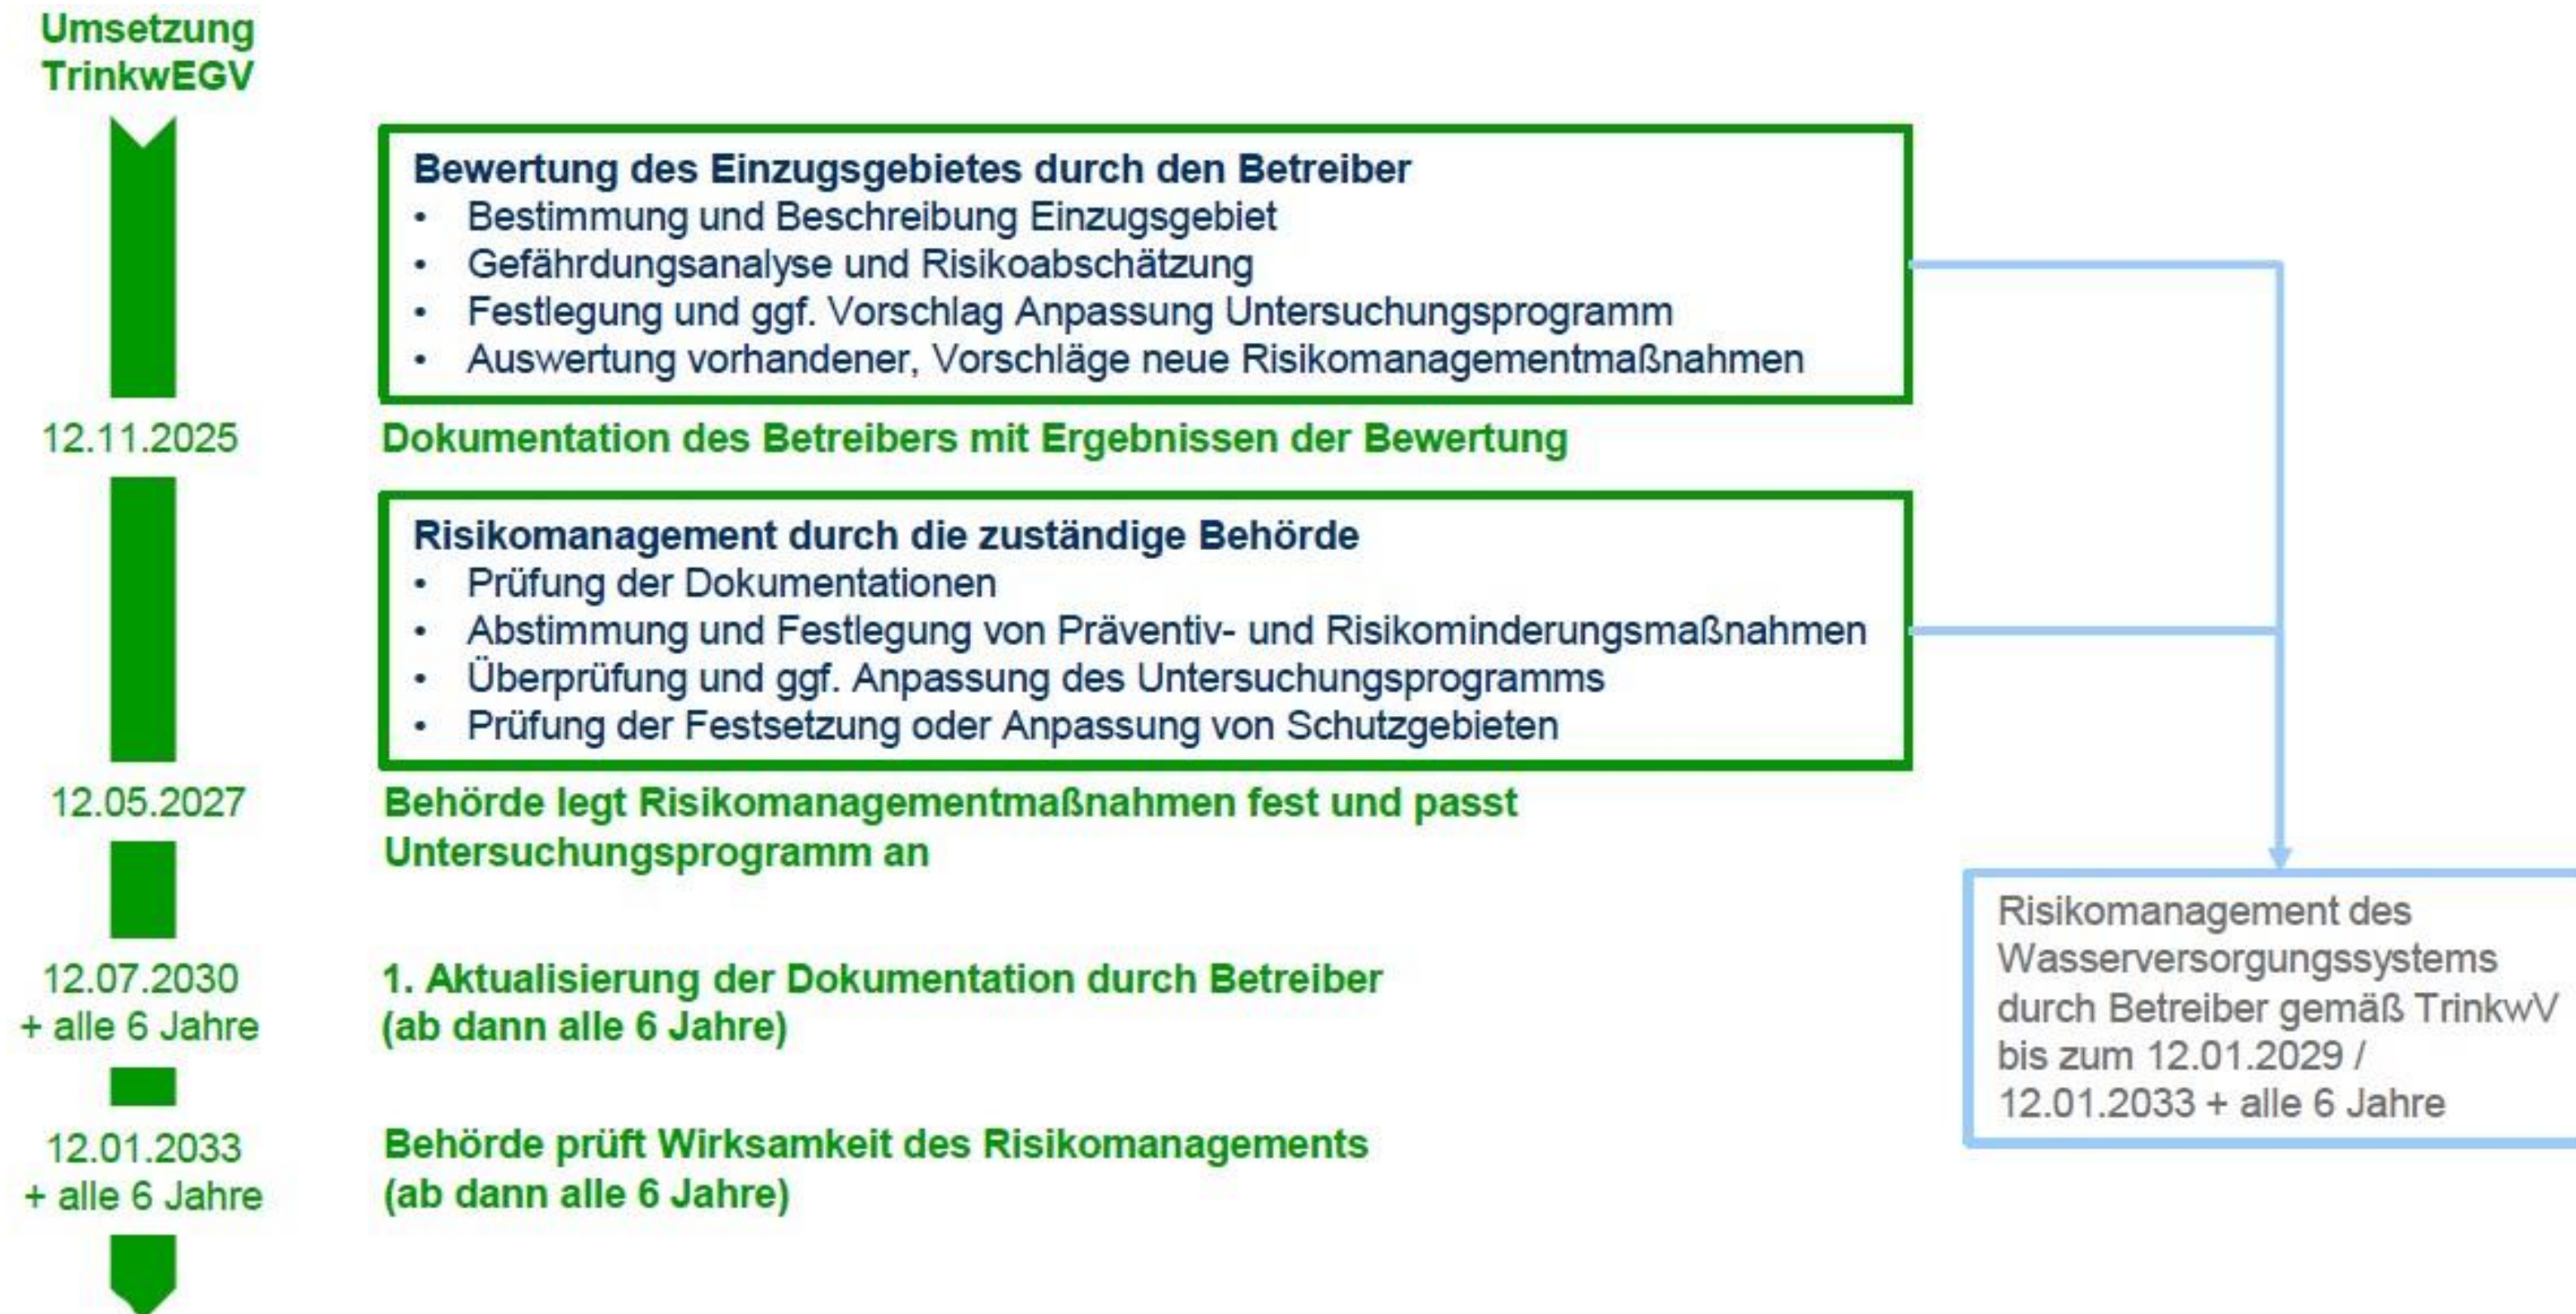 Umsetzung
TrinkwEGV
Bewertung des Einzugsgebietes durch den Betreiber
• Bestimmung und Beschreibung Einzugsgebiet
• Gefährdungsanalyse und Risikoabschätzung
• Festlegung und ggf. Vorschlag Anpassung Untersuchungsprogramm
• Auswertung vorhandener, Vorschläge neue Risikomanagementmaßnahmen
12.11.2025
Dokumentation des Betreibers mit Ergebnissen der Bewertung
Risikomanagement durch die zuständige Behörde
• Prüfung der Dokumentationen
• Abstimmung und Festlegung von Präventiv- und Risikominderungsmaßnahmen
• Überprüfung und ggf. Anpassung des Untersuchungsprogramms
• Prüfung der Festsetzung oder Anpassung von Schutzgebieten
12.05.2027
Behörde legt Risikomanagementmaßnahmen fest und passt
Untersuchungsprogramm an
12.07.2030
+ alle 6 Jahre
1. Aktualisierung der Dokumentation durch Betreiber
(ab dann alle 6 Jahre)
12.01.2033
+ alle 6 Jahre
Behörde prüft Wirksamkeit des Risikomanagements
(ab dann alle 6 Jahre)
Risikomanagement des
Wasserversorgungssystems
durch Betreiber gemäß TrinkwV
bis zum 12.01.2029 /
12.01.2033 + alle 6 Jahre